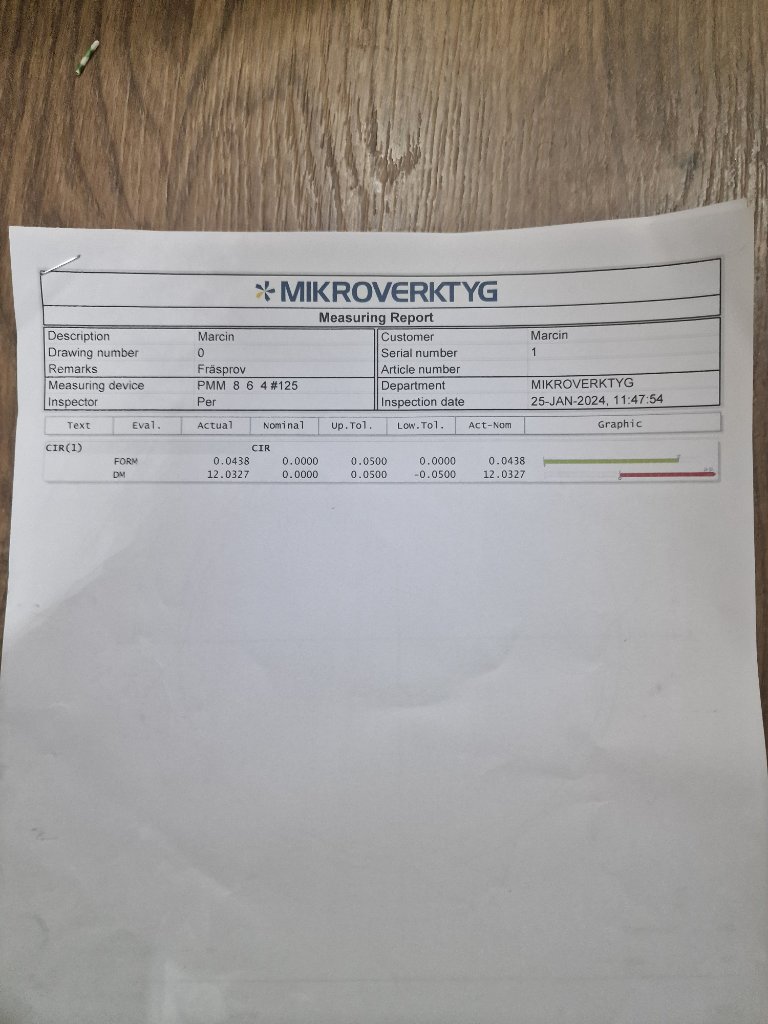 MIKROVERKTYG
Measuring Report
Description Marcin Customer Marcin
Drawing number 0 Serial number 1
Remarks Fräsprov Article number
Measuring device PMM 8 6 4 #125 Department MIKROVERKTYG
Inspector Per Inspection date 25-JAN-2024, 11:47:54
Text Eval. Actual Nominal Up.Tol. Low.Tol. Act-Nom Graphic
CIR(1) CIR
FORM 0.0438 0.0000 0.0500 0.0000 0.0438
DM 12.0327 0.0000 0.0500 -0.0500 12.0327